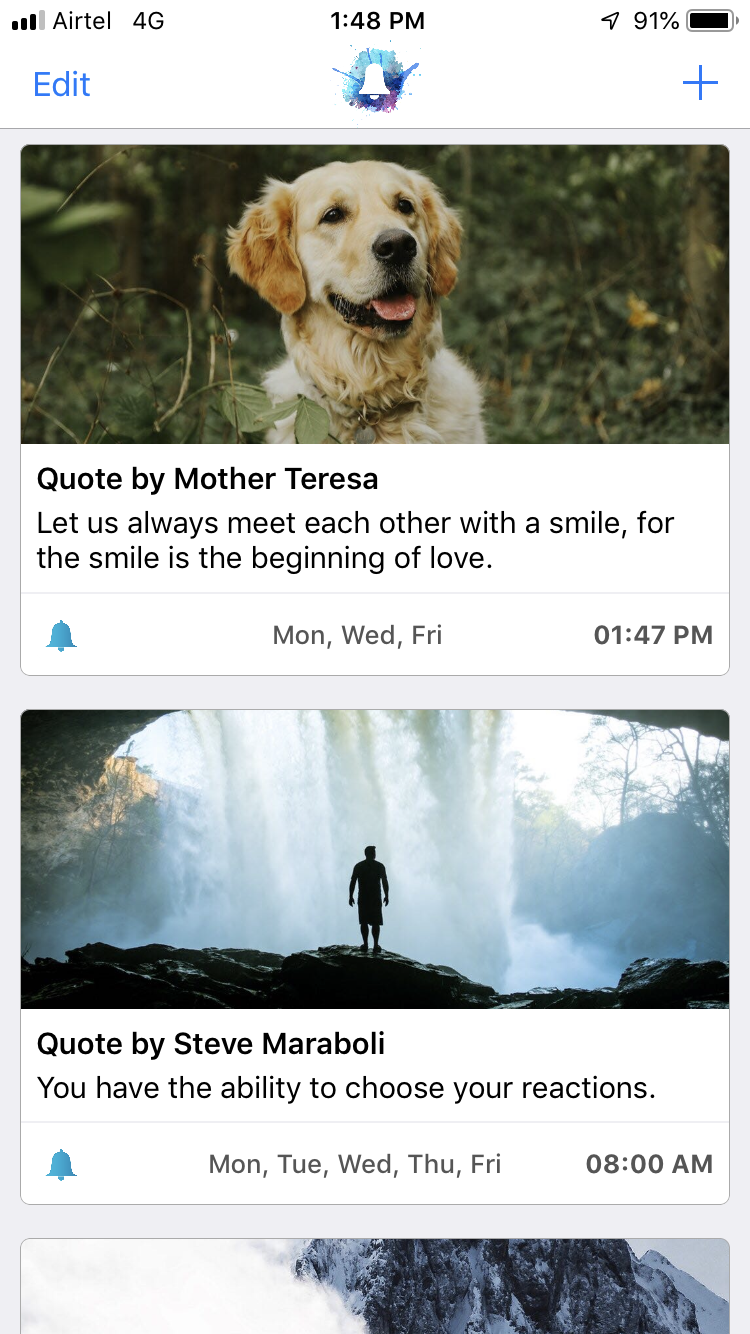 Airtel 4G 1:48 PM 91%
Edit
Quote by Mother Teresa
Let us always meet each other with a smile, for
the smile is the beginning of love.
Mon, Wed, Fri 01:47 PM
Quote by Steve Maraboli
You have the ability to choose your reactions.
Mon, Tue, Wed, Thu, Fri 08:00 AM